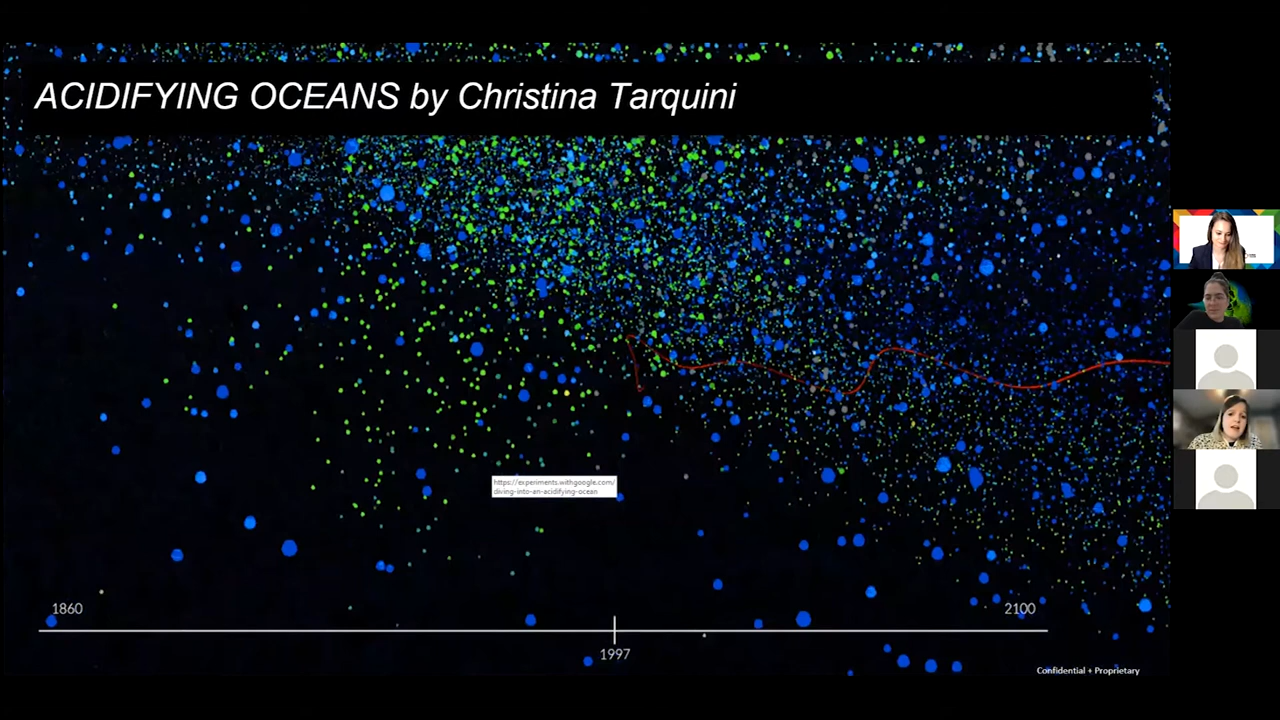 ACIDIFYING OCEANS by Christina Tarquini
https://experiments.withgoogle.com/
diving-into-an-acidifying-ocean
1860
2100
1997
Confidential + Proprietary